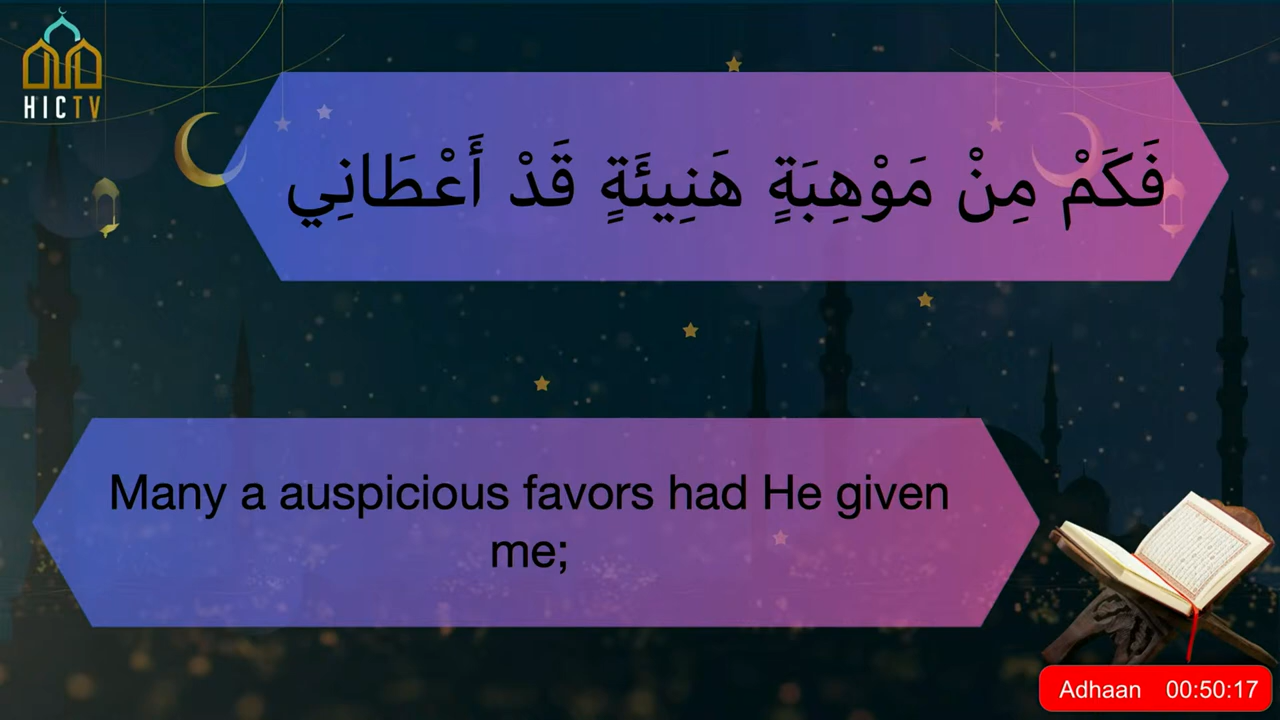 HICTV
فَكَمْ مِنْ مَوْهِبَةٍ هَنِيئَةٍ قَدْ أَعْطَانِي
Many a auspicious favors had He given
me;
Adhaan 00:50:17